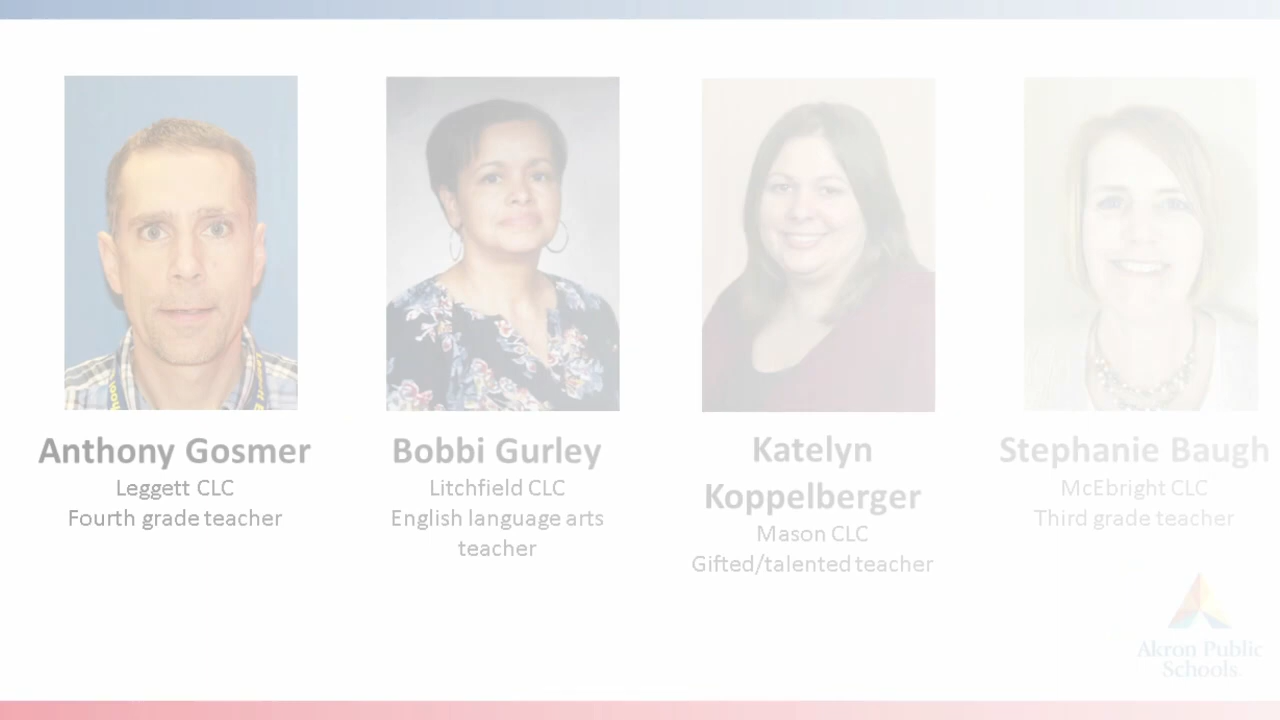 Anthony Gosmer
Leggett CLC
Fourth grade teacher
Bobbi Gurley
Litchfield CLC
English language arts
teacher
Katelyn
Koppelberger
Mason CLC
Gifted/talented teacher
Stephanie Baugh
McEbright CLC
Third grade teacher
Akron Public
Schools